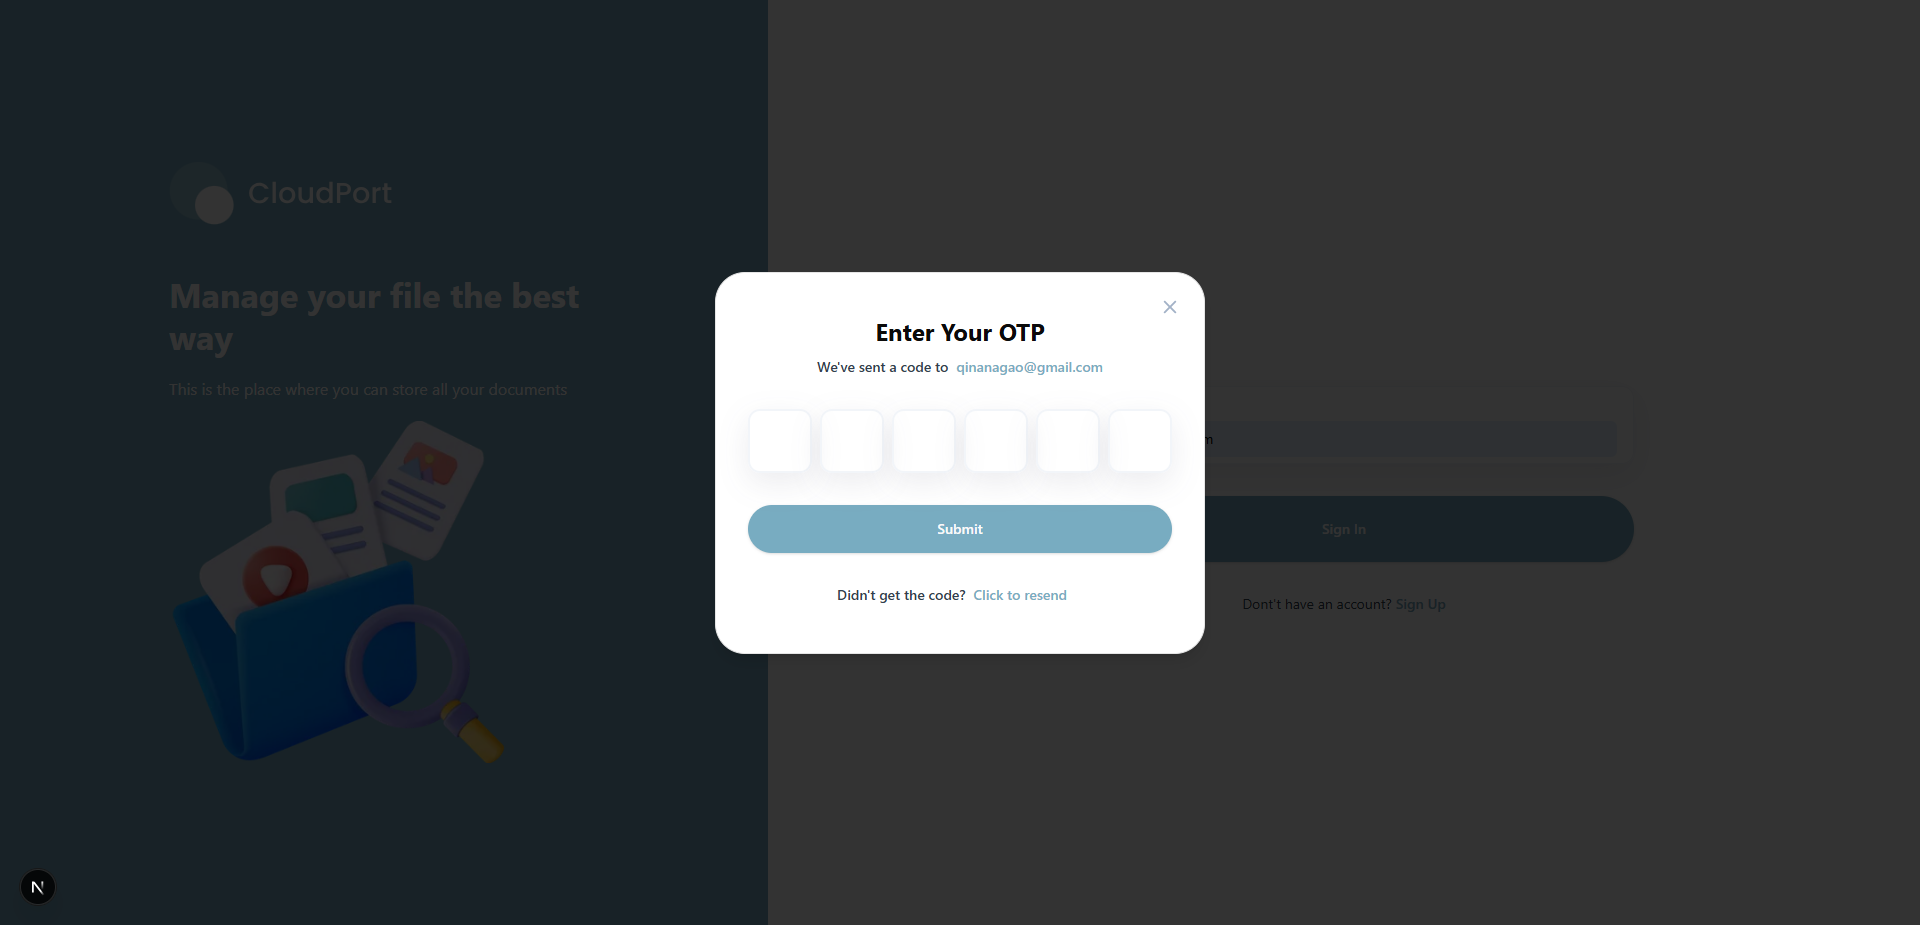 CloudPort
Manage your file the best
way
This is the place where you can store all your documents
Enter Your OTP
We've sent a code to qinanagao@gmail.com
Submit
Didn't get the code? Click to resend
m
Sign In
Dont't have an account? Sign Up
N